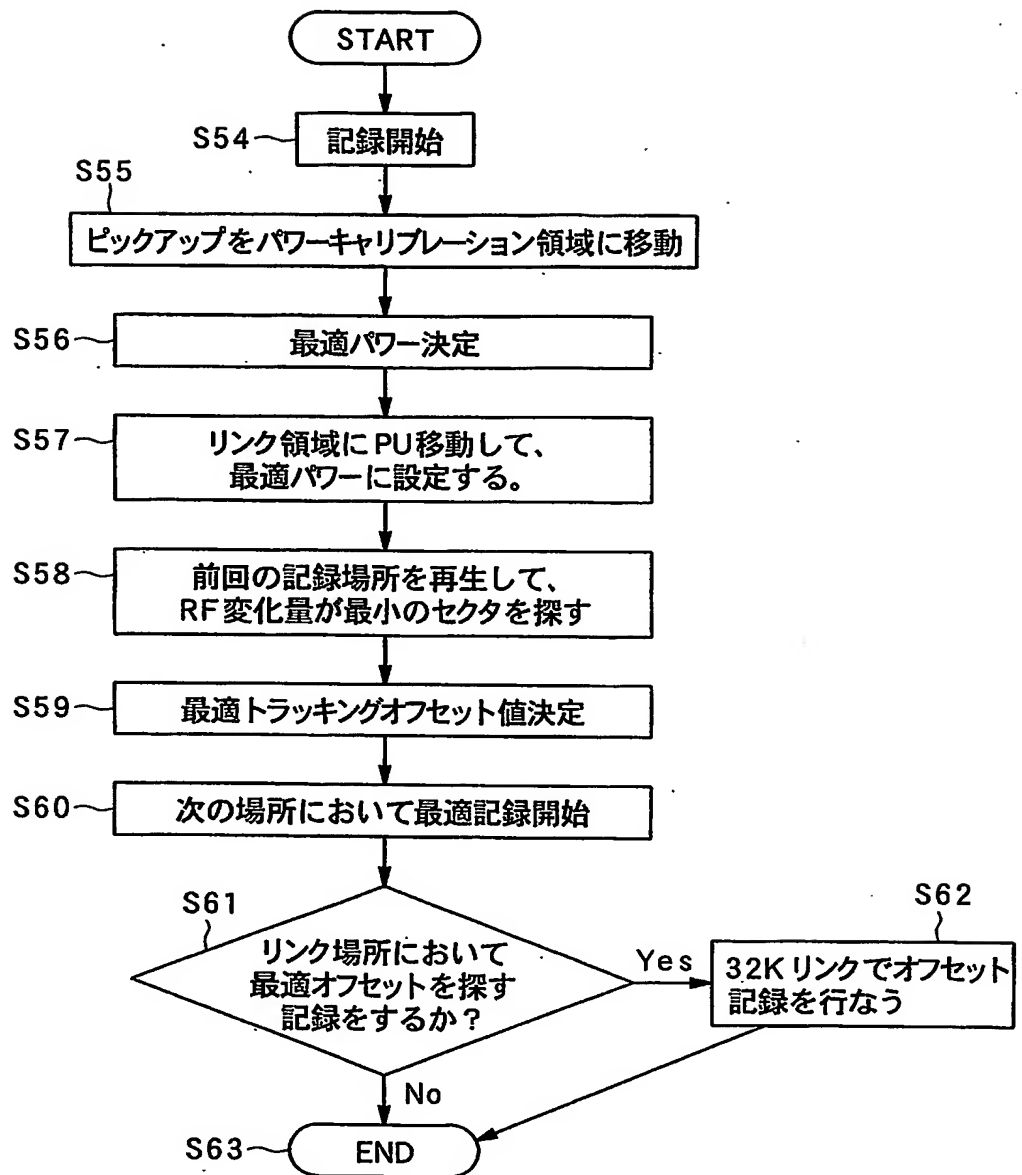 START
S54
記録開始
S55
ピックアップをパワーキャリブレーション領域に移動
S56
最適パワー決定
S57
リンク領域にPU移動して、
最適パワーに設定する。
S58
前回の記録場所を再生して、
RF変化量が最小のセクタを探す
S59
最適トラッキングオフセット値決定
S60
次の場所において最適記録開始
S61
リンク場所において
最適オフセットを探す
記録をするか?
Yes
S62
32Kリンクでオフセット
記録を行なう
No
S63
END